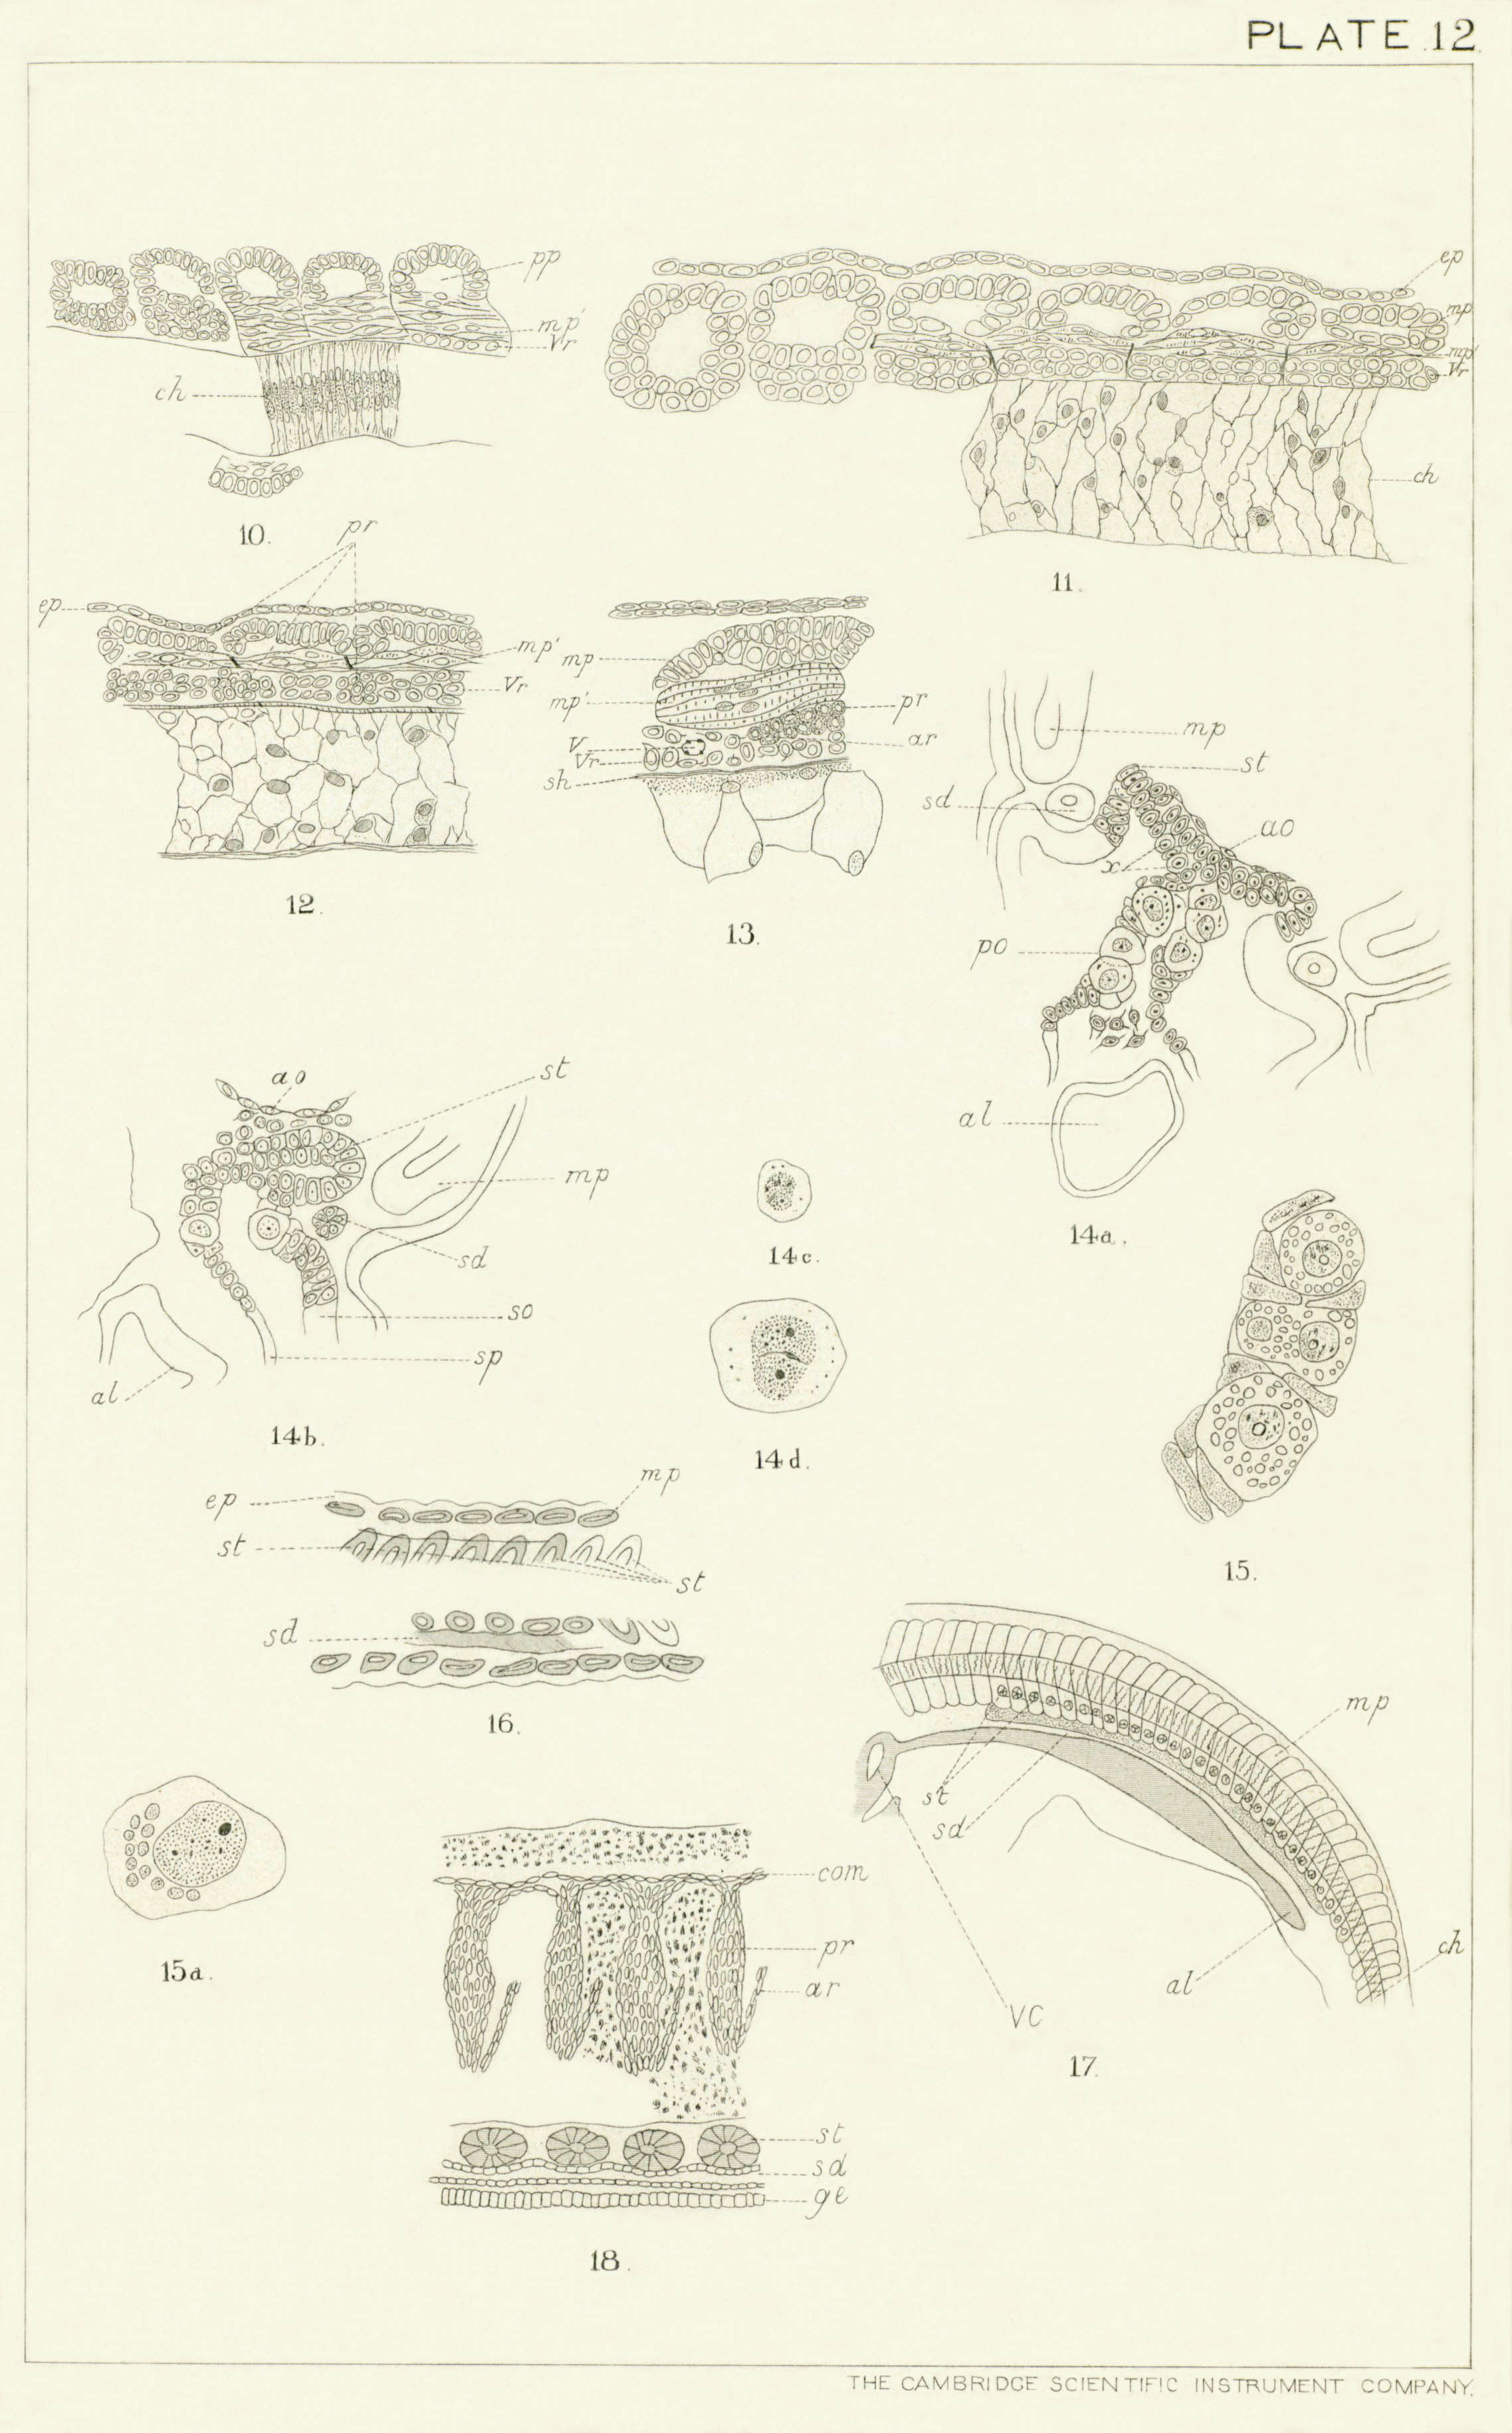 PLATE 12.
pp
mp'
Vr
ch
10.
ep
mp
mp'
Vr
ch
11.
pr
ep
mp'
Vr
12.
mp
mp'
V
Vr
sh
pr
ar
13.
mp
st
sd
ao
x
po
al
14a.
ao
st
mp
sd
so
sp
al
14b.
14c.
14d.
15.
ep
mp
st
st
sd
16.
15a.
mp
st
sd
al
ch
VC
17.
com
pr
ar
st
sd
ge
18.
THE CAMBRIDGE SCIENTIFIC INSTRUMENT COMPANY.